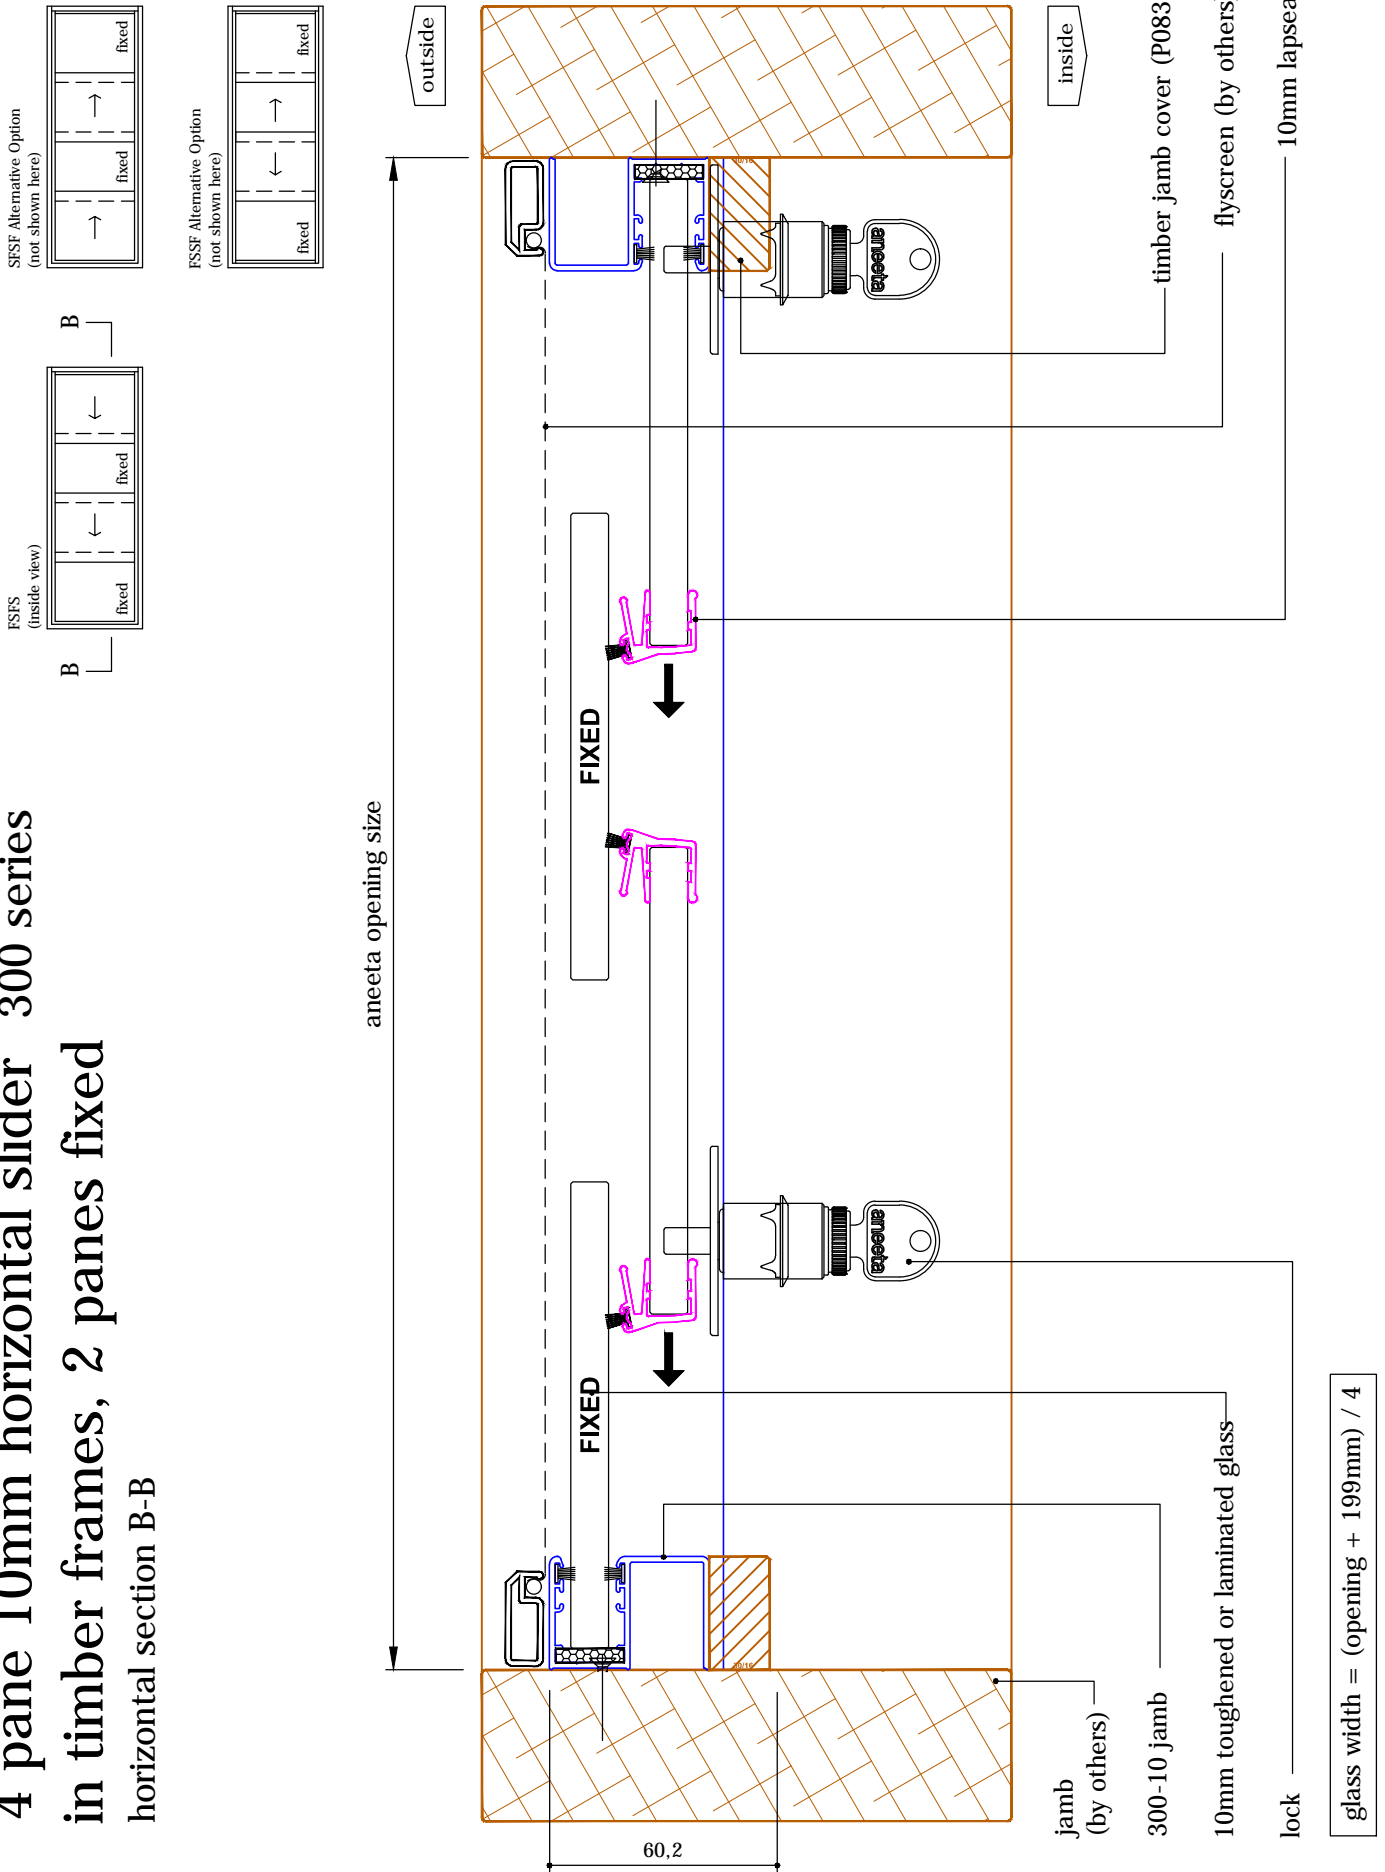 4 pane 10mm horizontal slider 300 series
in timber frames, 2 panes fixed
horizontal section B-B
FSFS
(inside view)
B
B
fixed
fixed
SFSF Alternative Option
(not shown here)
fixed
fixed
FSSF Alternative Option
(not shown here)
fixed
fixed
aneeta opening size
outside
inside
FIXED
FIXED
aneeta
aneeta
60,2
timber jamb cover (P083
flyscreen (by others)
10mm lapsea
jamb
(by others)
300-10 jamb
10mm toughened or laminated glass
lock
glass width = (opening + 199mm) / 4